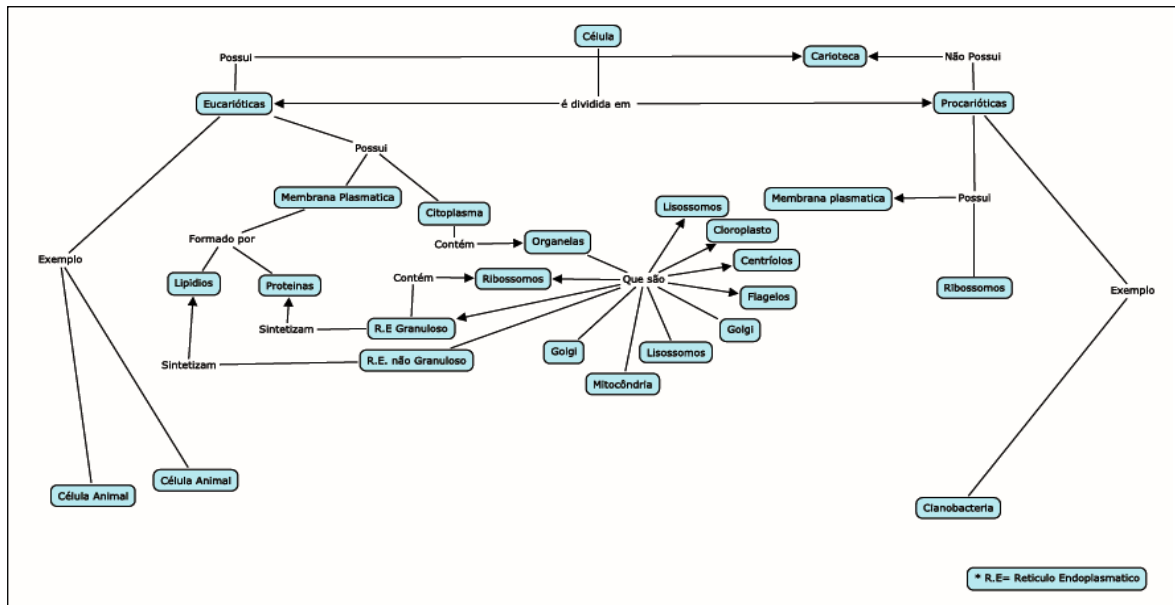 Célula
Possui
Carioteca
Não Possui
Eucarióticas
é dividida em
Procarióticas
Possui
Membrana Plasmatica
Citoplasma
Lisossomos
Membrana plasmatica
Possui
Formado por
Contém
Organelas
Cloroplasto
Exemplo
Centríolos
Lipidios
Proteinas
Contém
Ribossomos
Que são
Flagelos
Ribossomos
Exemplo
Sintetizam
R.E Granuloso
Golgi
Sintetizam
R.E. não Granuloso
Golgi
Lisossomos
Mitocôndria
Célula Animal
Célula Animal
Cianobacteria
* R.E= Reticulo Endoplasmatico